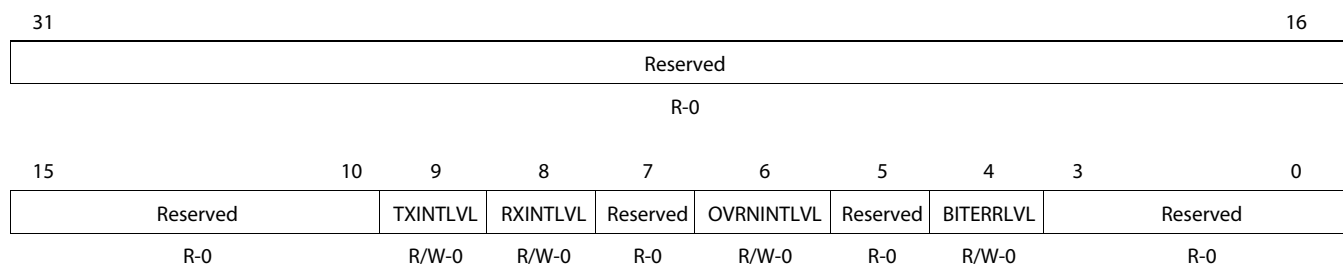 31 16
Reserved
R-0
15 10 9 8 7 6 5 4 3 0
Reserved TXINTLVL RXINTLVL Reserved OVRNINTLVL Reserved BITERRLVL Reserved
R-0 R/W-0 R/W-0 R-0 R/W-0 R-0 R/W-0 R-0